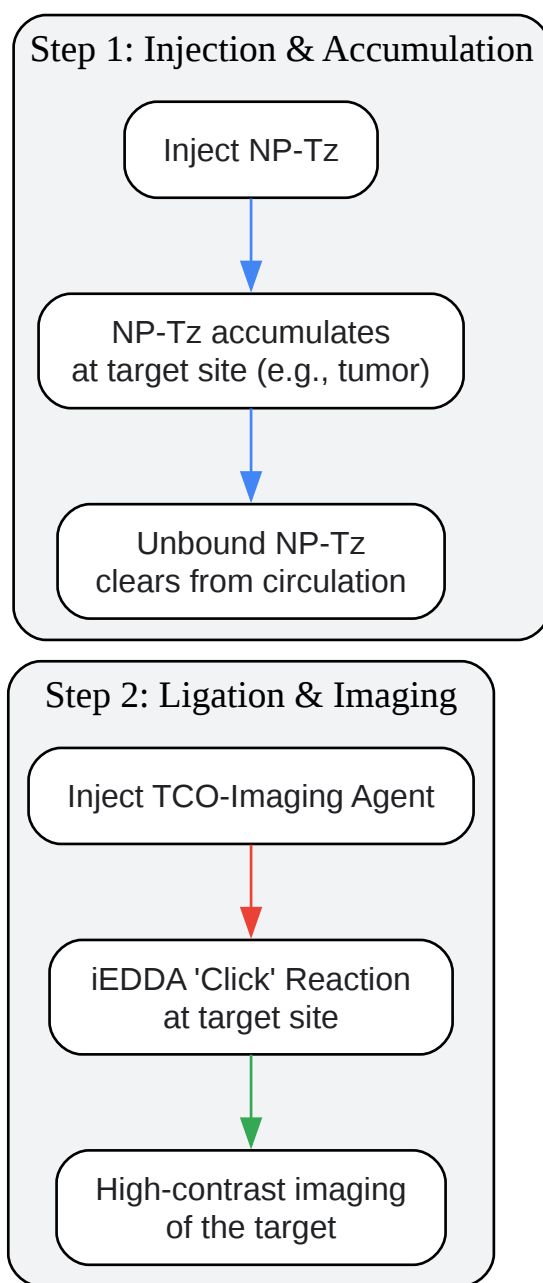 Step 1: Injection & Accumulation
Inject NP-Tz
NP-Tz accumulates
at target site (e.g., tumor)
Unbound NP-Tz
clears from circulation
Step 2: Ligation & Imaging
Inject TCO-Imaging Agent
iEDDA 'Click' Reaction
at target site
High-contrast imaging
of the target